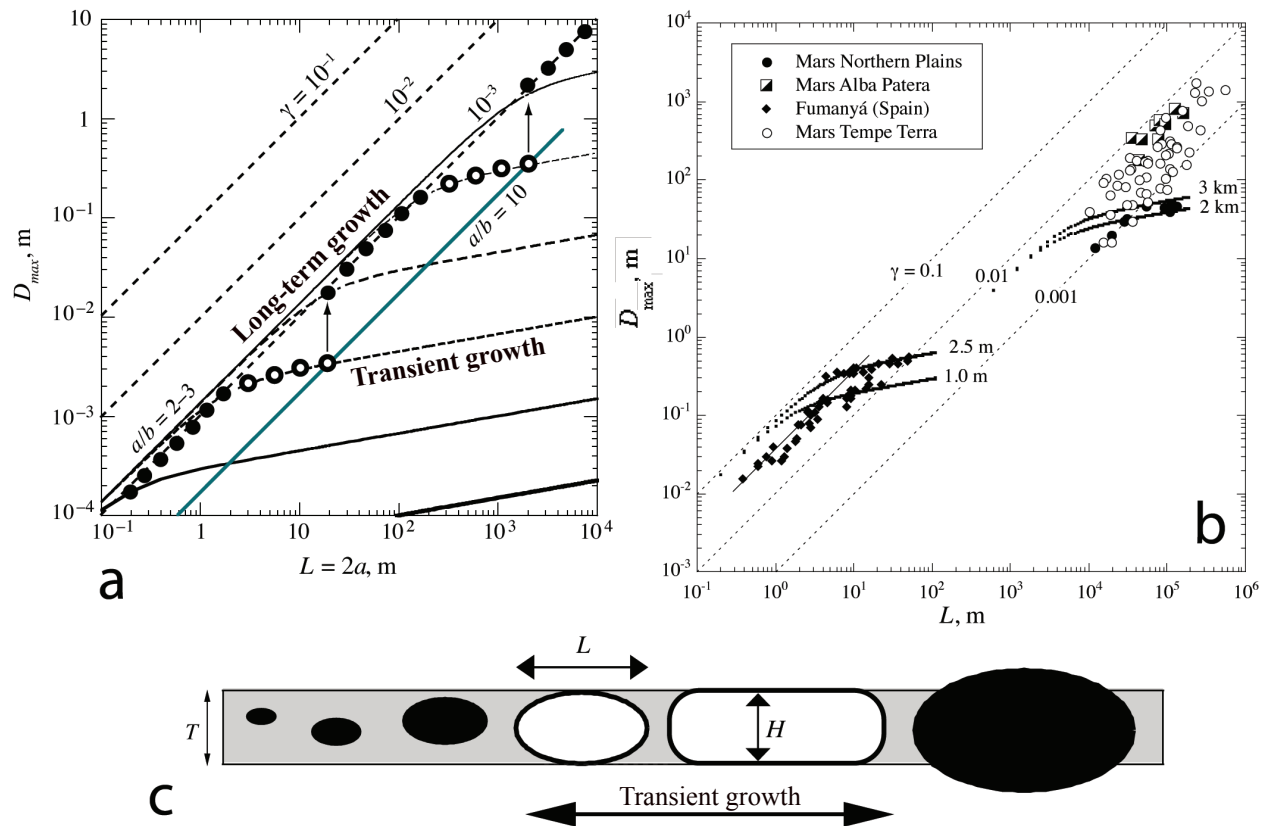 10
1
10⁻¹
10⁻²
10⁻³
10⁻⁴
D_max, m
γ = 10⁻¹
10⁻²
10⁻³
Long-term growth
a/b = 10
a/b = 2–3
Transient growth
10⁻¹ 1 10 10² 10³ 10⁴
L = 2a, m
a
10⁴
10³
10²
10¹
10⁰
10⁻¹
10⁻²
10⁻³
D_max, m
Mars Northern Plains
Mars Alba Patera
Fumanyá (Spain)
Mars Tempe Terra
3 km
2 km
γ = 0.1
0.01
0.001
2.5 m
1.0 m
b
10⁻¹ 10⁰ 10¹ 10² 10³ 10⁴ 10⁵ 10⁶
L, m
L
T
H
c
Transient growth